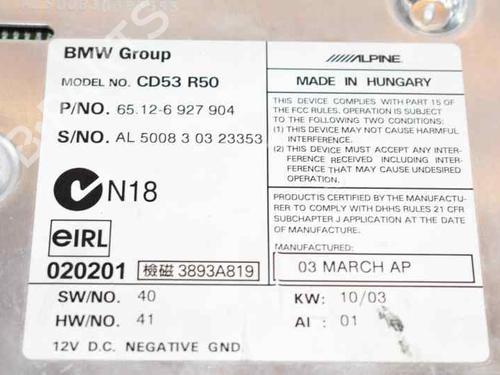 BMW Group
ALPINE
MODEL NO. CD53 R50
MADE IN HUNGARY
P/NO. 65.12-6 927 904
S/NO. AL 5008 3 03 23353
THIS DEVICE COMPLIES WITH PART 15 OF
THE FCC RULES. OPERATION IS SUBJECT
TO THE FOLLOWING TWO CONDITIONS:
(1) THIS DEVICE MAY NOT CAUSE HARMFUL
INTERFERENCE.
(2) THIS DEVICE MUST ACCEPT ANY INTER-
FERENCE RECEIVED INCLUDING INTER-
FERENCE THAT MAY CAUSE UNDESIRED
OPERATION.
N18
PRODUCT IS CERTIFIED BY THE MANUFACTU-
RER TO COMPLY WITH DHHS RULES 21 CFR
SUBCHAPTER J APPLICATION AT THE DATE OF
MANUFACTURE.
eIRL
020201
檢磁 3893A819
MANUFACTURED:
03 MARCH AP
SW/NO. 40
HW/NO. 41
KW: 10/03
AI : 01
12V D.C. NEGATIVE GND.